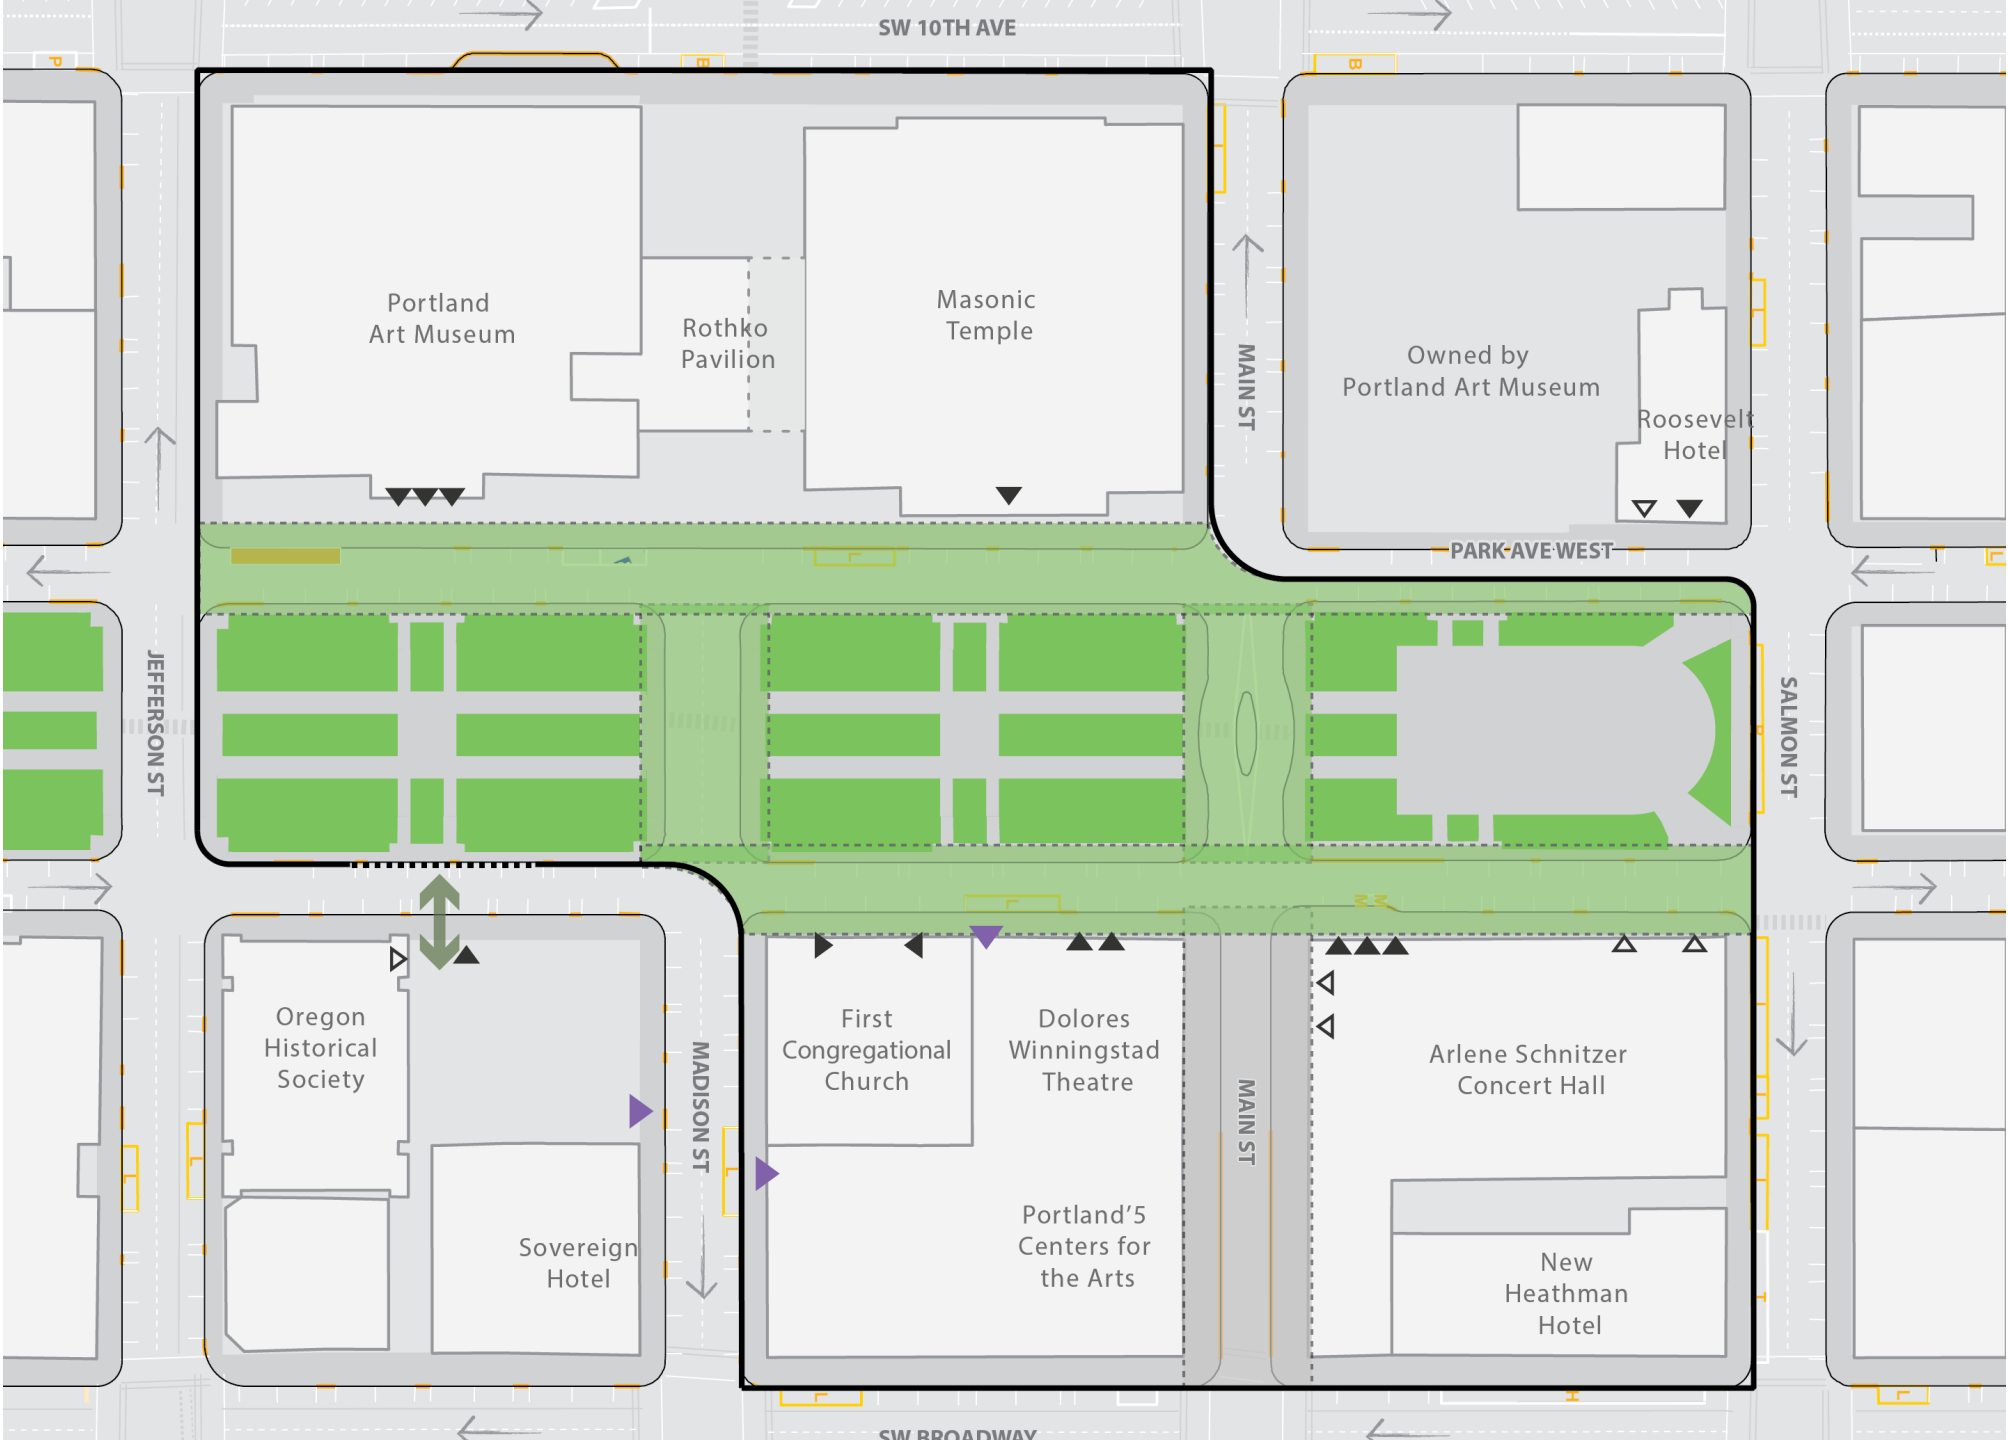 SW 10TH AVE
P
B
B
L
Portland
Art Museum
Rothko
Pavilion
Masonic
Temple
MAIN ST
Owned by
Portland Art Museum
Roosevelt
Hotel
L
PARK AVE WEST
L
L
JEFFERSON ST
SALMON ST
B
L
M
M
Oregon
Historical
Society
First
Congregational
Church
Dolores
Winningstad
Theatre
Arlene Schnitzer
Concert Hall
MADISON ST
MAIN ST
L
L
L
L
L
L
Sovereign
Hotel
Portland'5
Centers for
the Arts
New
Heathman
Hotel
T
L
H
L
SW BROADWAY